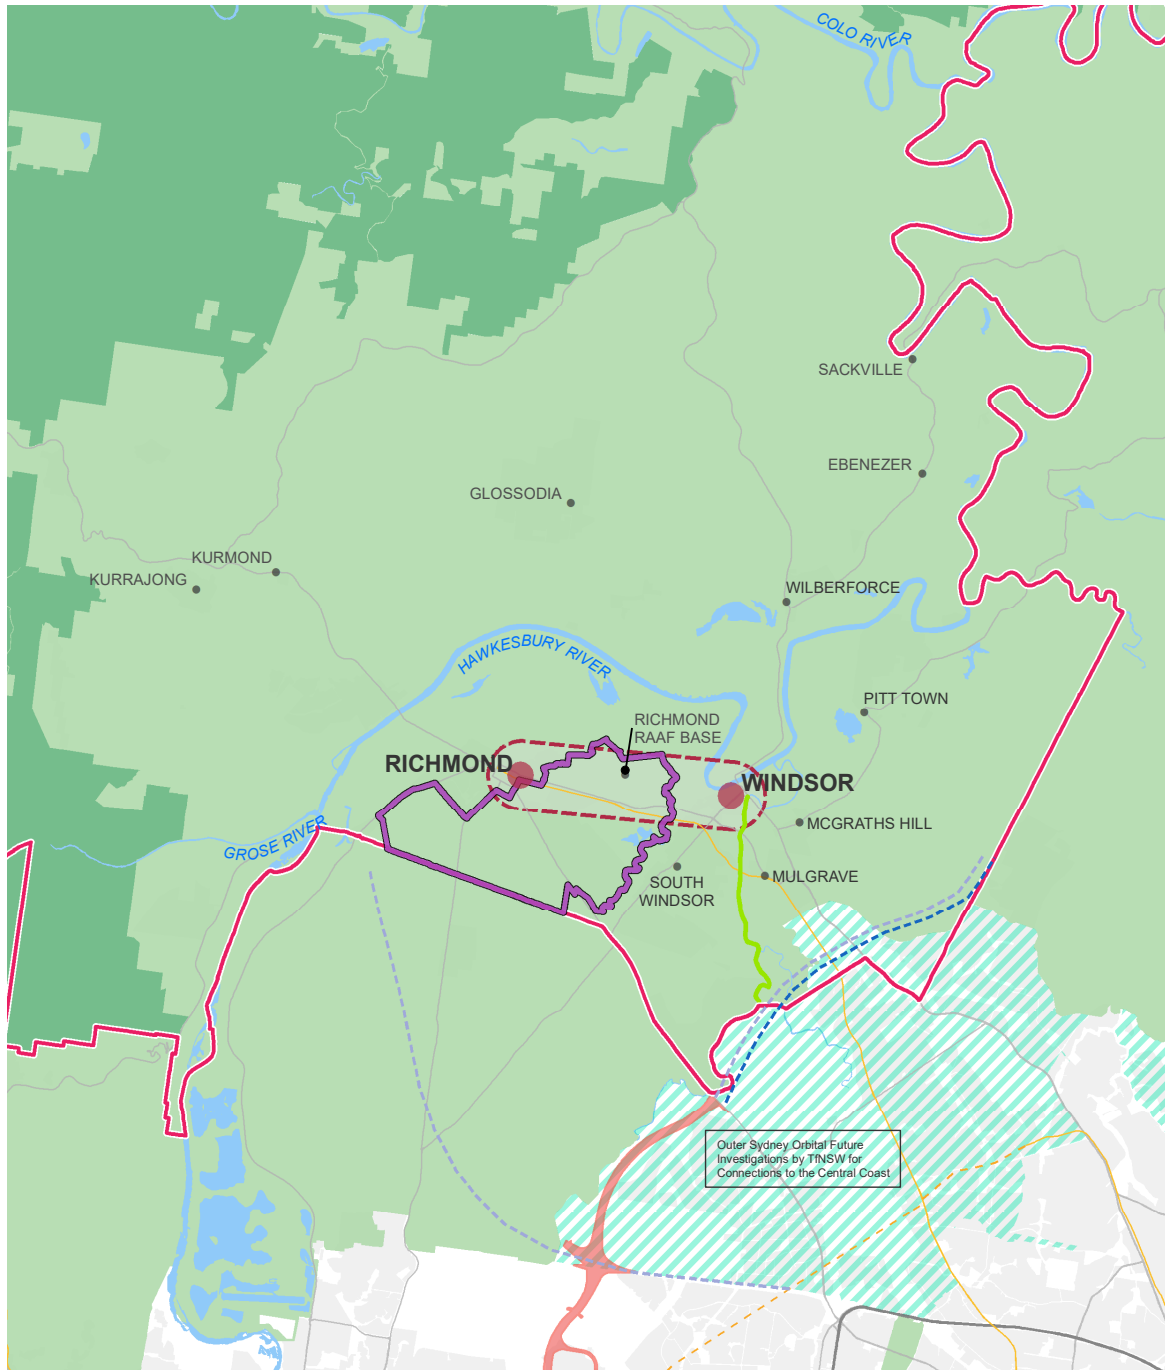 COLO RIVER
SACKVILLE
EBENEZER
GLOSSODIA
KURMOND
KURRAJONG
WILBERFORCE
HAWKESBURY RIVER
PITT TOWN
RICHMOND
RAAF BASE
RICHMOND
WINDSOR
GROSE RIVER
MCGRATHS HILL
SOUTH
WINDSOR
MULGRAVE
Outer Sydney Orbital Future
Investigations by TfNSW for
Connections to the Central Coast